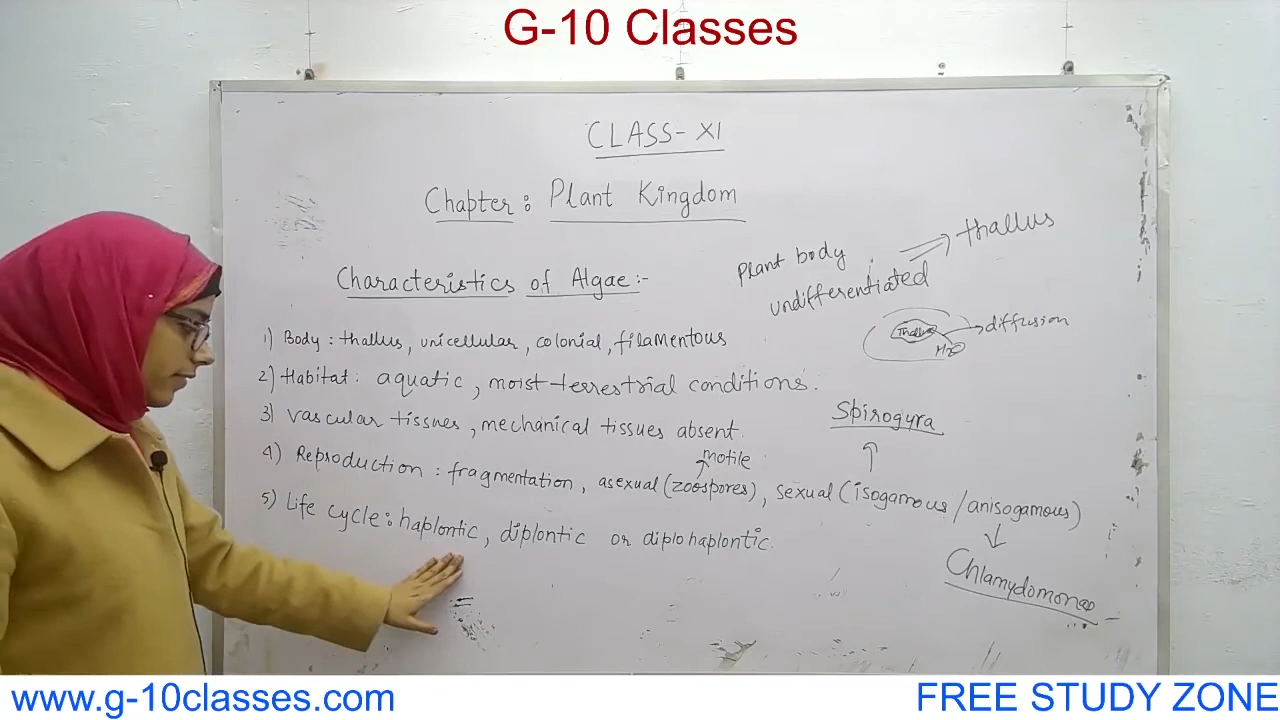 G-10 Classes
CLASS-XI
Chapter: Plant Kingdom
Plant body
undifferentiated
thallus
Characteristics of Algae:-
Thallus
diffusion
H2O
1) Body: thallus, unicellular, colonial, filamentous
2) Habitat: aquatic, moist-terrestrial conditions.
3) Vascular tissues, mechanical tissues absent.
Spirogyra
motile
4) Reproduction: fragmentation, asexual (zoospores), sexual (isogamous/anisogamous)
5) Life cycle: haplontic, diplontic or diplohaplontic.
Chlamydomonas
www.g-10classes.com
FREE STUDY ZONE